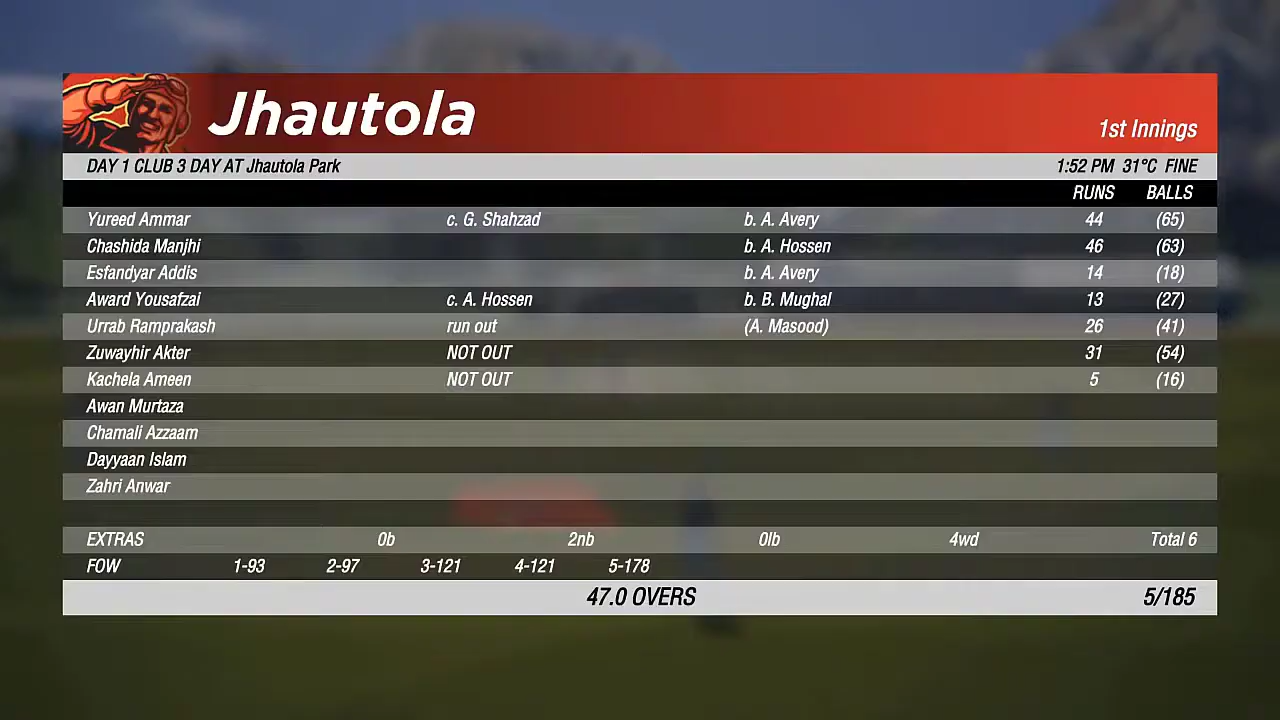 Jhautola
1st Innings
DAY 1 CLUB 3 DAY AT Jhautola Park 1:52 PM 31°C FINE
RUNS BALLS
Yureed Ammar c. G. Shahzad b. A. Avery 44 (65)
Chashida Manjhi b. A. Hossen 46 (63)
Esfandyar Addis b. A. Avery 14 (18)
Award Yousafzai c. A. Hossen b. B. Mughal 13 (27)
Urrab Ramprakash run out (A. Masood) 26 (41)
Zuwayhir Akter NOT OUT 31 (54)
Kachela Ameen NOT OUT 5 (16)
Awan Murtaza
Chamali Azzaam
Dayyaan Islam
Zahri Anwar
EXTRAS 0b 2nb 0lb 4wd Total 6
FOW 1-93 2-97 3-121 4-121 5-178
47.0 OVERS 5/185